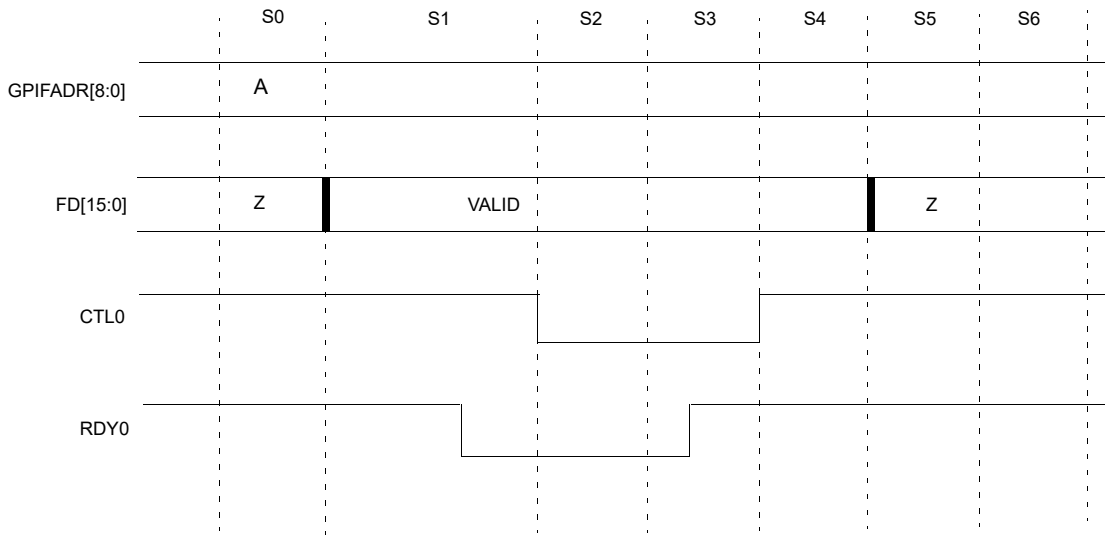 S0 S1 S2 S3 S4 S5 S6
GPIFADR[8:0] A
FD[15:0] Z VALID Z
CTL0
RDY0